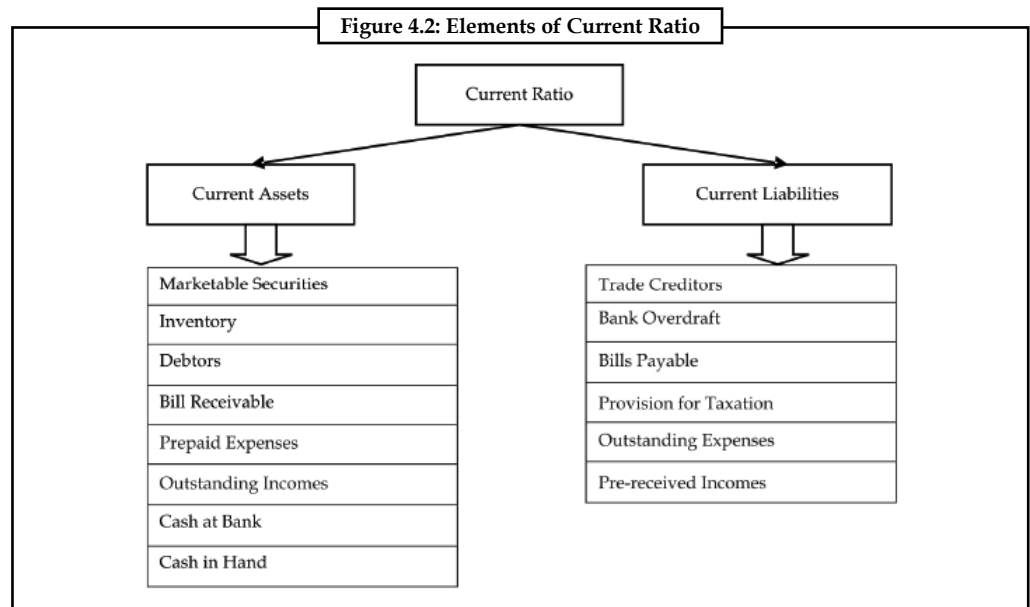 Figure 4.2: Elements of Current Ratio
Current Ratio
Current Assets
Marketable Securities
Inventory
Debtors
Bill Receivable
Prepaid Expenses
Outstanding Incomes
Cash at Bank
Cash in Hand
Current Liabilities
Trade Creditors
Bank Overdraft
Bills Payable
Provision for Taxation
Outstanding Expenses
Pre-received Incomes